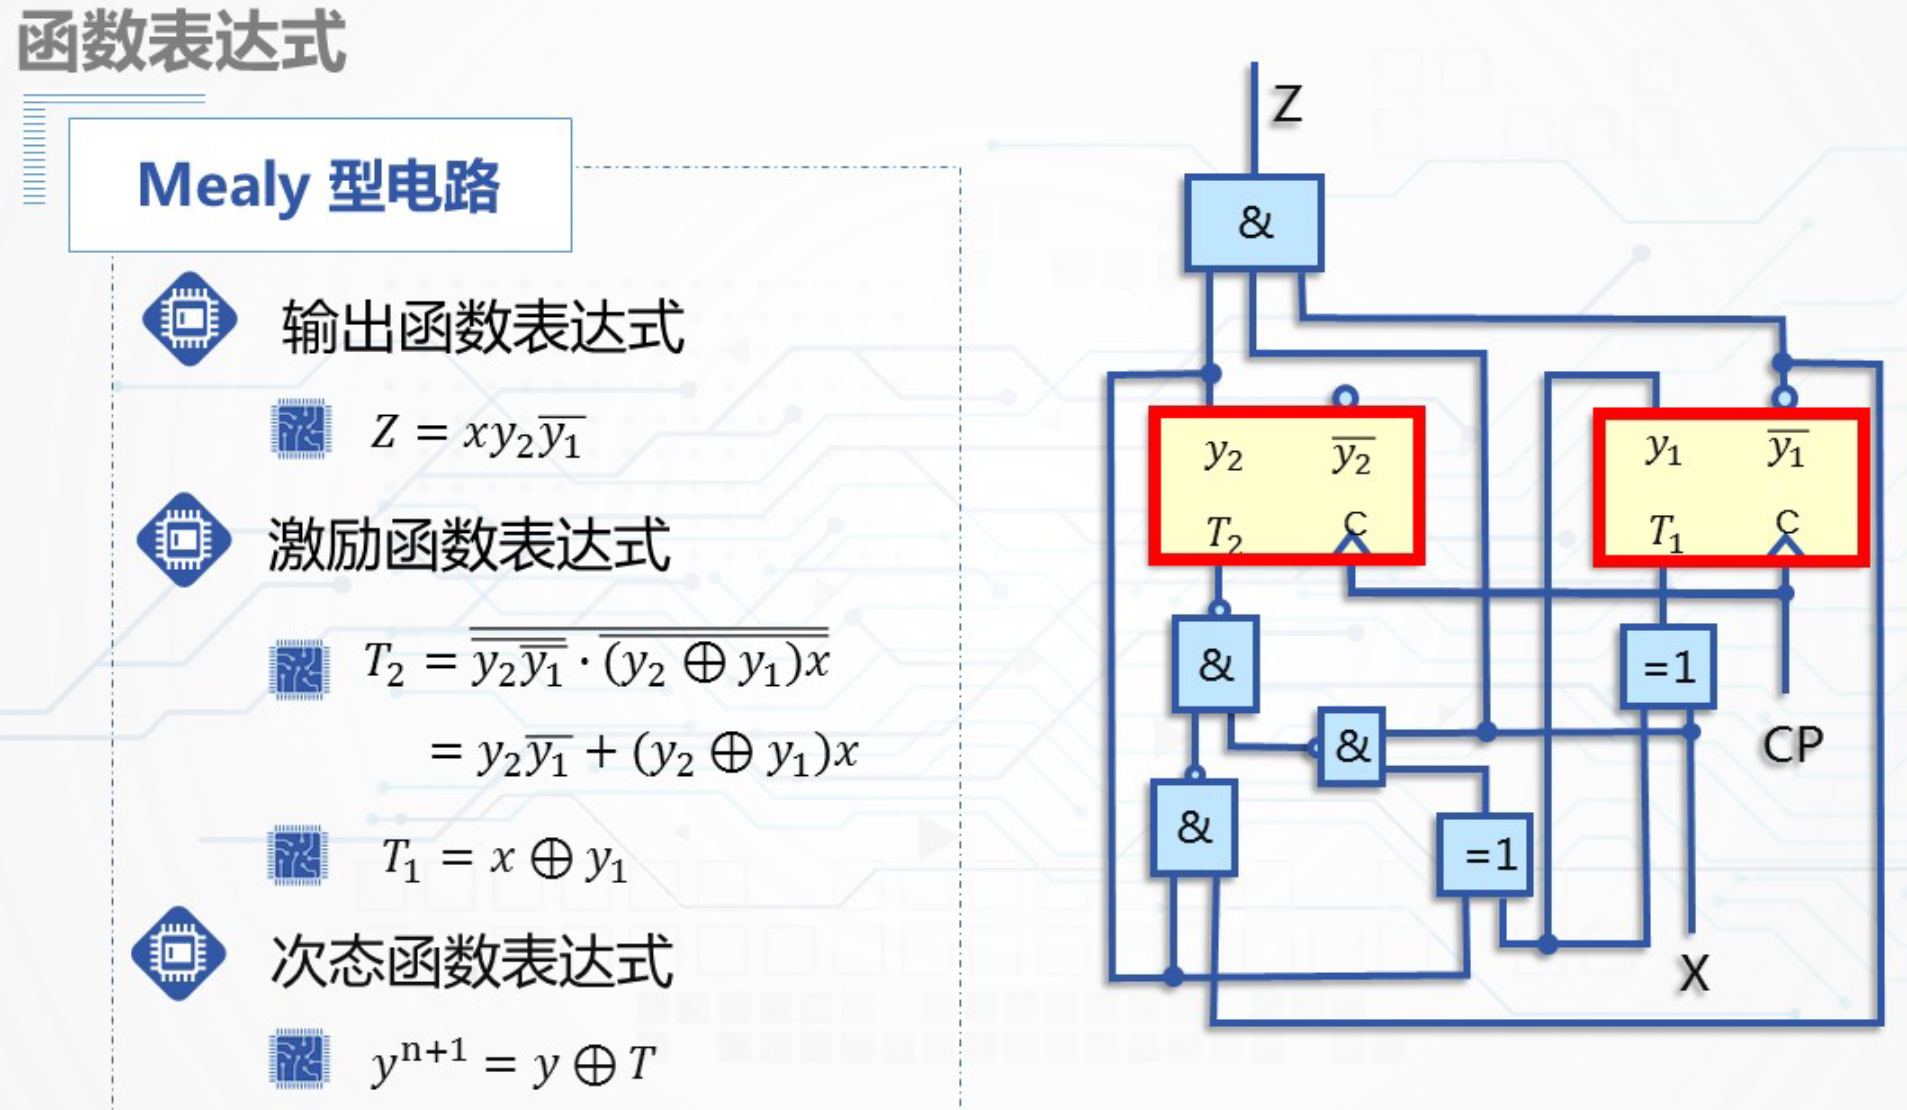 函数表达式
Mealy 型电路
输出函数表达式
$Z = xy_2\overline{y_1}$
激励函数表达式
$T_2 = \overline{\overline{y_2\overline{y_1}} \cdot \overline{(y_2 \oplus y_1)x}}$
$= y_2\overline{y_1} + (y_2 \oplus y_1)x$
$T_1 = x \oplus y_1$
次态函数表达式
$y^{n+1} = y \oplus T$
Z
&
$y_2$ $\overline{y_2}$
$T_2$ C
$y_1$ $\overline{y_1}$
$T_1$ C
&
=1
&
CP
&
=1
X